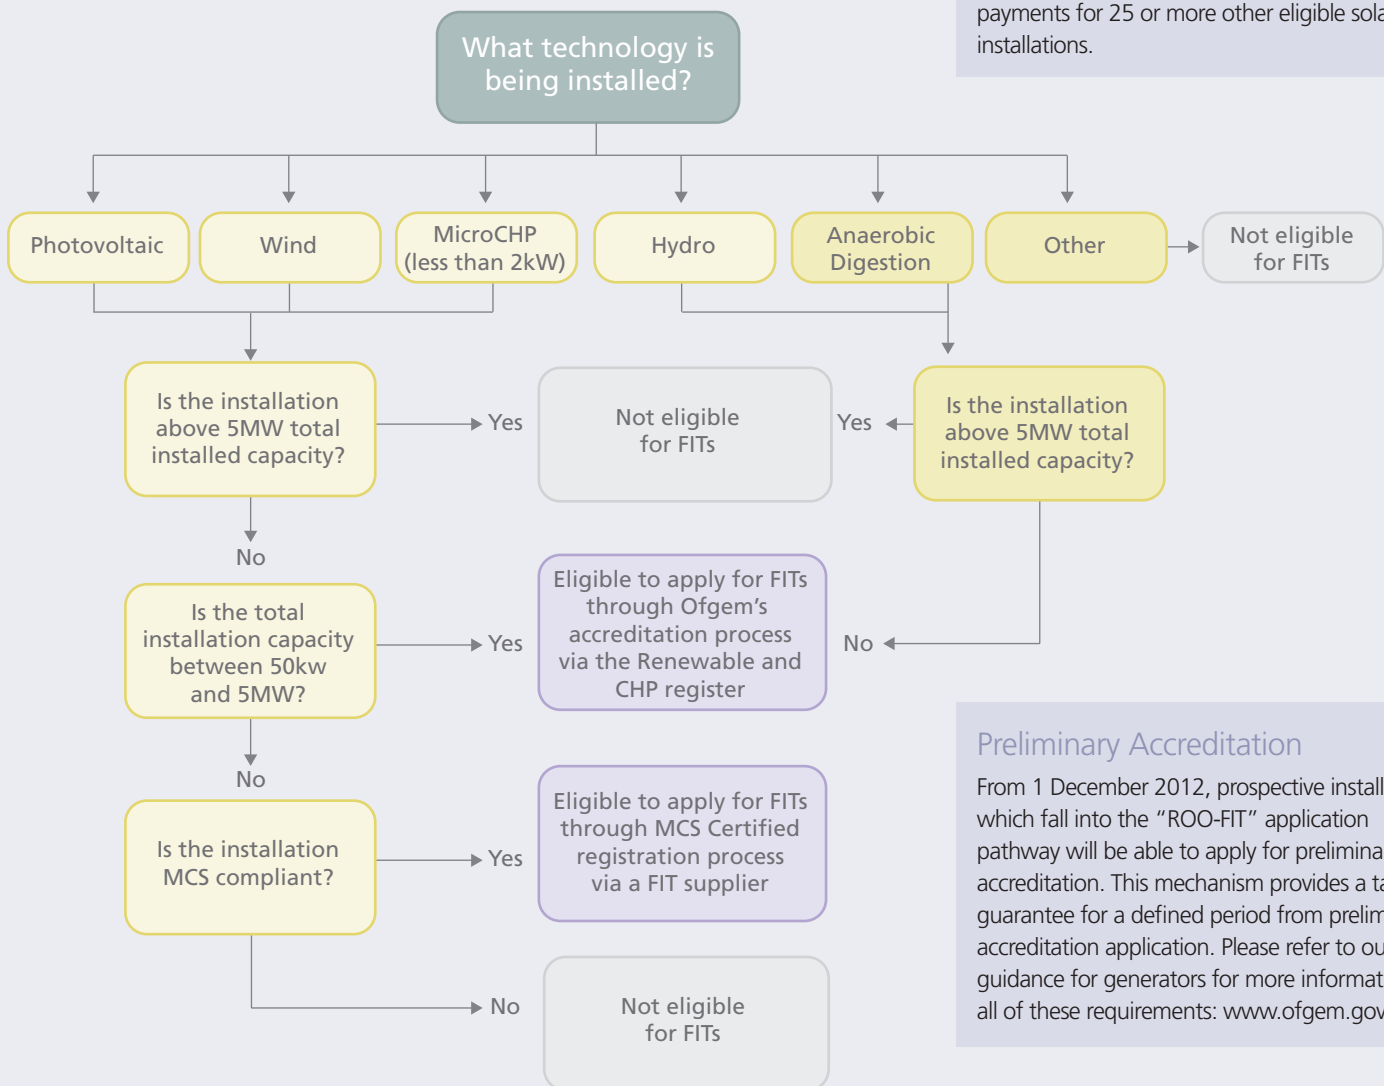 payments for 25 or more other eligible sola
installations.
What technology is
being installed?
Photovoltaic
Wind
MicroCHP
(less than 2kW)
Hydro
Anaerobic
Digestion
Other
Not eligible
for FITs
Is the installation
above 5MW total
installed capacity?
Yes
Not eligible
for FITs
Yes
Is the installation
above 5MW total
installed capacity?
No
Is the total
installation capacity
between 50kw
and 5MW?
Yes
Eligible to apply for FITs
through Ofgem’s
accreditation process
via the Renewable and
CHP register
No
No
Is the installation
MCS compliant?
Yes
Eligible to apply for FITs
through MCS Certified
registration process
via a FIT supplier
No
Not eligible
for FITs
Preliminary Accreditation
From 1 December 2012, prospective install
which fall into the “ROO-FIT” application
pathway will be able to apply for prelimina
accreditation. This mechanism provides a ta
guarantee for a defined period from prelim
accreditation application. Please refer to ou
guidance for generators for more informat
all of these requirements: www.ofgem.gov